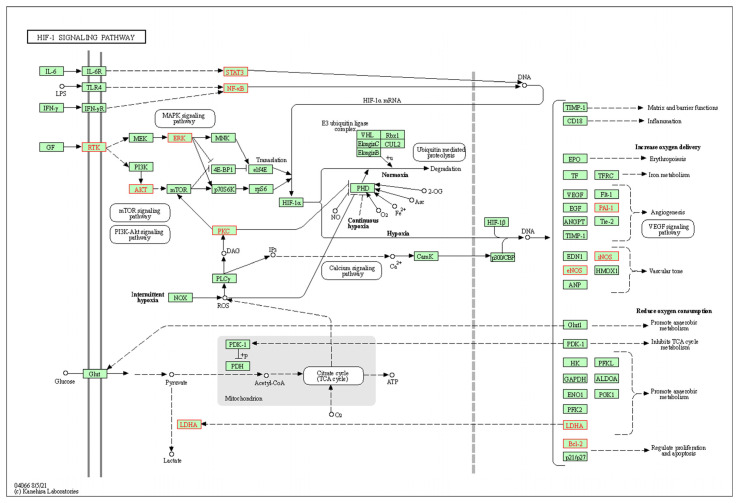 HIF-1 SIGNALING PATHWAY
IL-6
IL-6R
STAT3
DNA
LPS
TLR4
NF-κB
IFN-γ
IFN-γR
HIF-1α mRNA
MAPK signaling
pathway
GF
RTK
MEK
ERK
MNK
PI3K
4E-BP1
eIF4E
Translation
AKT
mTOR
p70S6K
rpS6
HIF-1α
mTOR signaling
pathway
PI3K-Akt signaling
pathway
E3 ubiquitin ligase
complex
VHL
Rbx1
ElonginC
CUL2
ElonginB
+u
Ubiquitin mediated
proteolysis
Degradation
Normoxia
PHD
2-OG
Asc
Fe2+
O2
NO
Continuous
hypoxia
Hypoxia
HIF-1β
DNA
PKC
DAG
IP3
PLCγ
Calcium signaling
pathway
Ca2+
CamK
p300/CBP
Intermittent
hypoxia
NOX
ROS
TIMP-1
Matrix and barrier functions
CD18
Inflammation
Increase oxygen delivery
EPO
Erythropoiesis
TF
TFRC
Iron metabolism
VEGF
Flt-1
EGF
PAI-1
Angiogenesis
ANGPT
Tie-2
VEGF signaling
pathway
TIMP-1
EDN1
iNOS
eNOS
HMOX1
Vascular tone
ANP
Reduce oxygen consumption
Glut1
Promote anaerobic
metabolism
PDK-1
Inhibits TCA cycle
metabolism
HK
PFKL
GAPDH
ALDOA
ENO1
PGK1
Promote anaerobic
metabolism
PFK2
LDHA
Bcl-2
Regulate proliferation
and apoptosis
p21/p27
PDK-1
+p
PDH
Citrate cycle
(TCA cycle)
Glucose
Glut
Pyruvate
Acetyl-CoA
ATP
Mitochondrion
O2
LDHA
Lactate
04066 8/5/21
(c) Kanehisa Laboratories